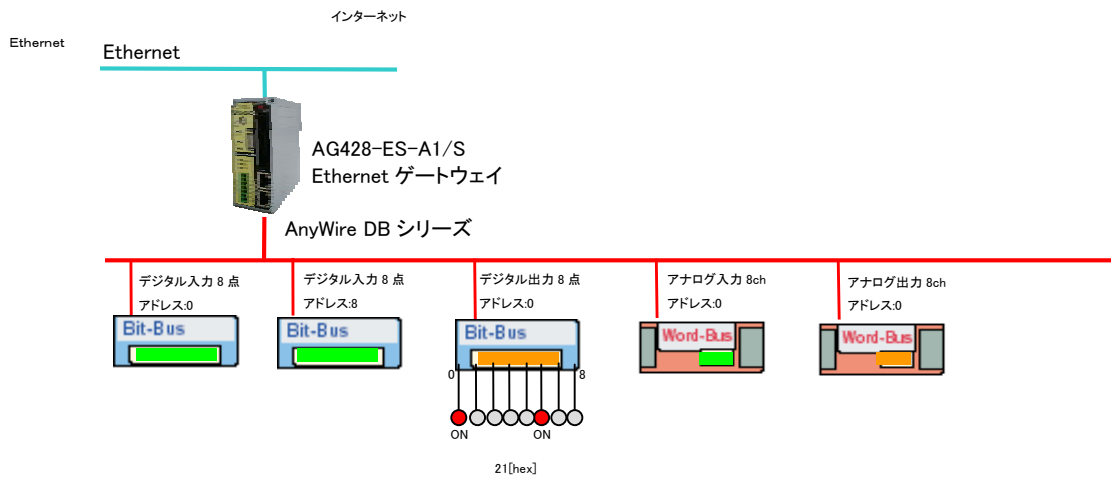 インターネット
Ethernet
Ethernet
AG428-ES-A1/S
Ethernet ゲートウェイ
AnyWire DB シリーズ
デジタル入力 8 点
アドレス:0
デジタル入力 8 点
アドレス:8
デジタル出力 8 点
アドレス:0
アナログ入力 8ch
アドレス:0
アナログ出力 8ch
アドレス:0
Bit-Bus
Bit-Bus
Bit-Bus
Word-Bus
Word-Bus
0
8
ON
ON
21[hex]